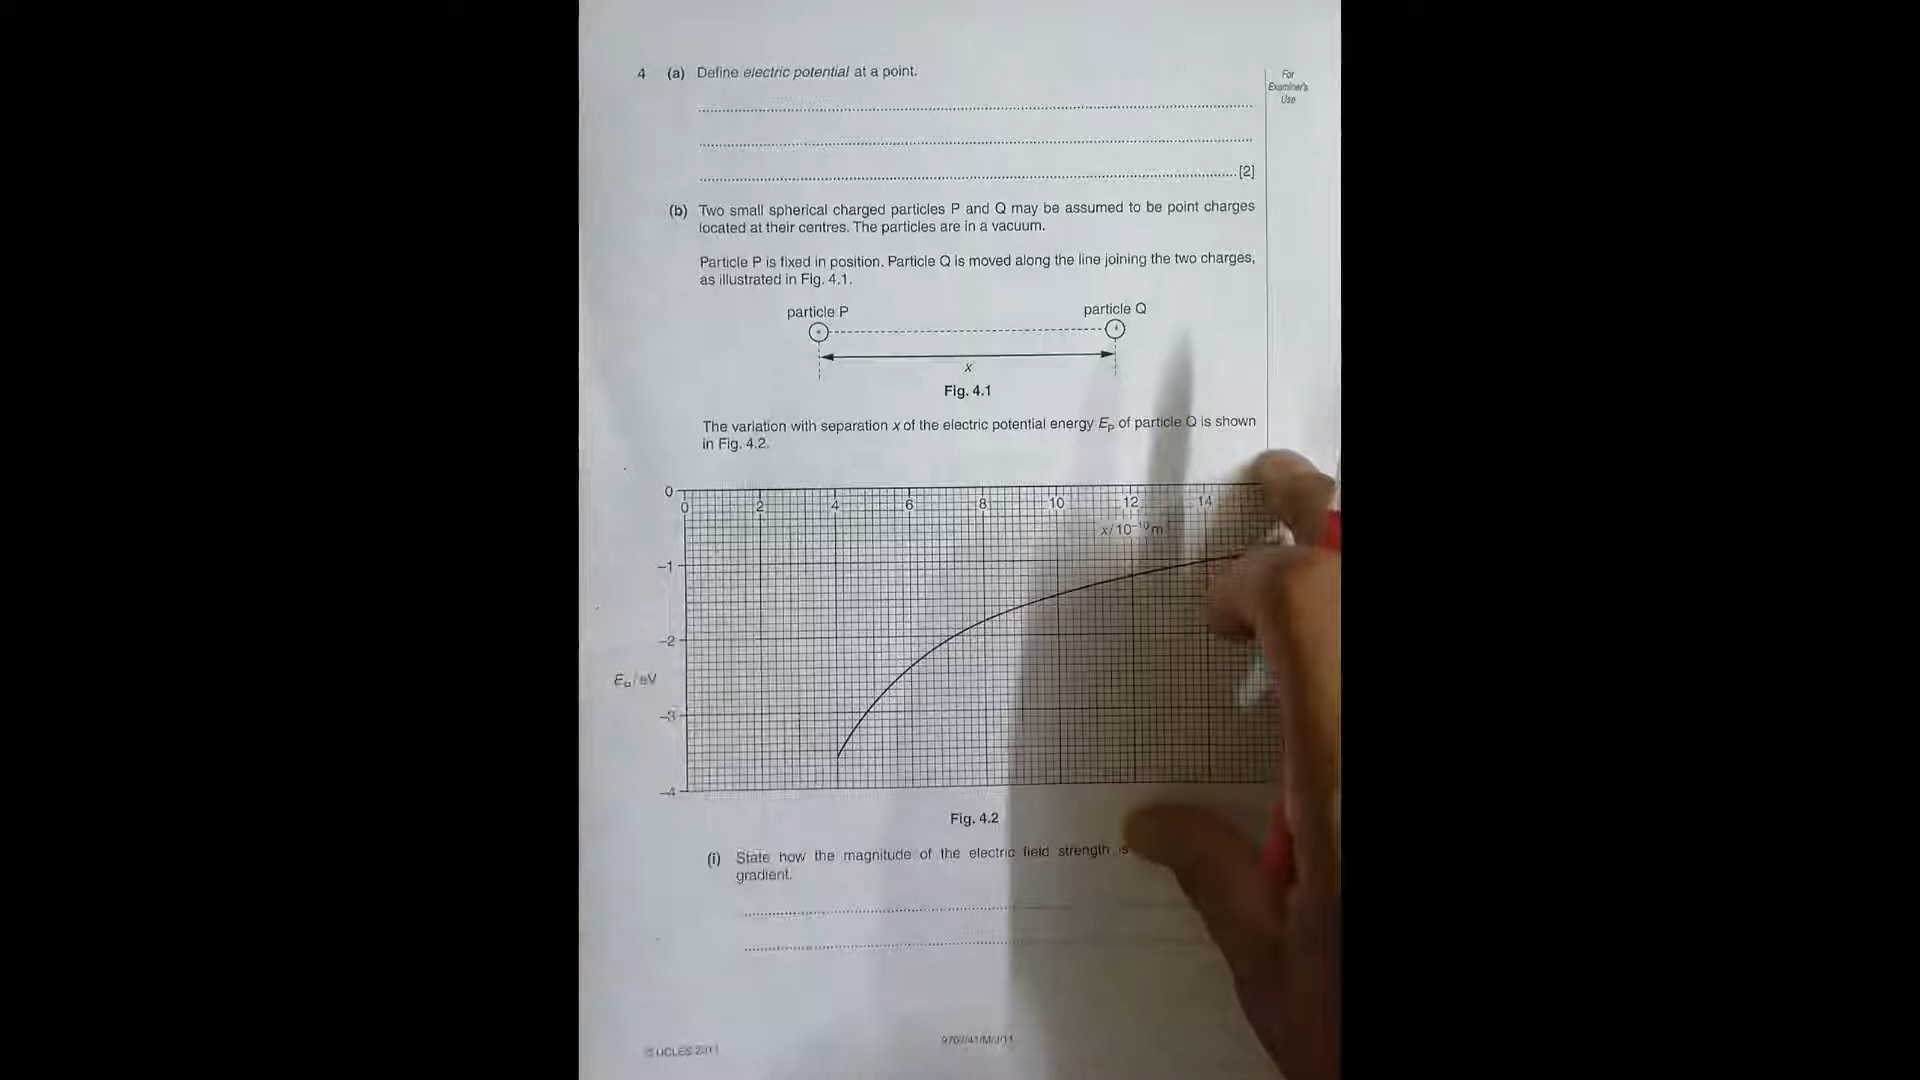 4 (a) Define electric potential at a point.
For
Examiner's
Use
[2]
(b) Two small spherical charged particles P and Q may be assumed to be point charges
located at their centres. The particles are in a vacuum.
Particle P is fixed in position. Particle Q is moved along the line joining the two charges,
as illustrated in Fig. 4.1.
particle P particle Q
x
Fig. 4.1
The variation with separation x of the electric potential energy EP of particle Q is shown
in Fig. 4.2.
0
0 2 4 6 8 10 12 14
x/10⁻¹⁰m
–1
–2
–3
–4
Fig. 4.2
(i) State how the magnitude of the electric field strength is
gradient.
© UCLES 2011
9702/41/M/J/11